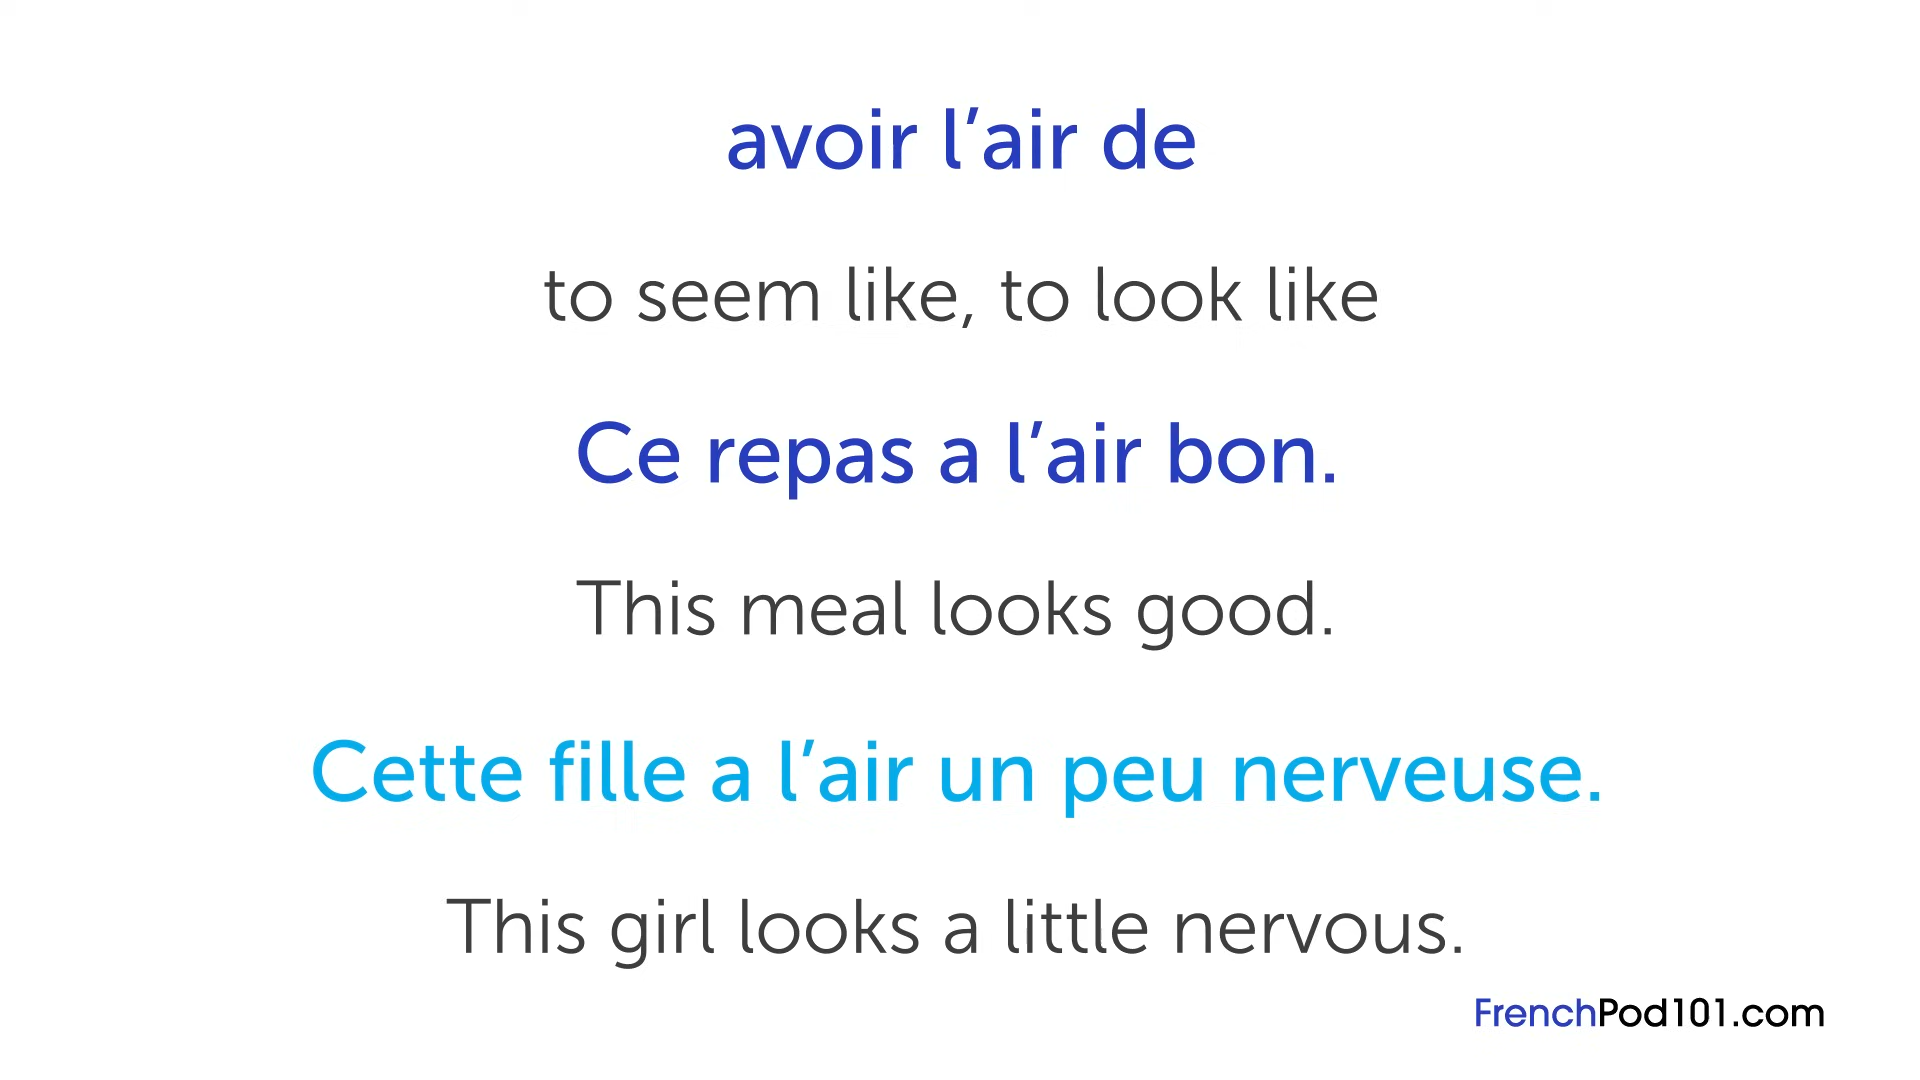 avoir l’air de
to seem like, to look like
Ce repas a l’air bon.
This meal looks good.
Cette fille a l’air un peu nerveuse.
This girl looks a little nervous.
FrenchPod101.com